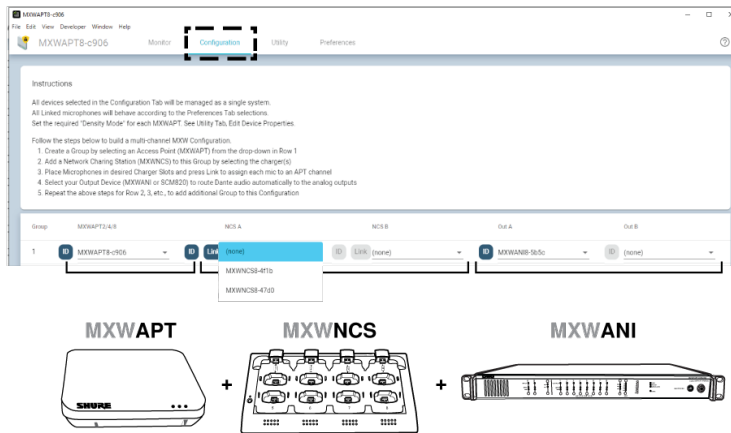 MXWAPT8-c906
File Edit View Developer Window Help
MXWAPT8-c906 Monitor Configuration Utility Preferences
Instructions
All devices selected in the Configuration Tab will be managed as a single system.
All Linked microphones will behave according to the Preferences Tab selections.
Set the required "Density Mode" for each MXWAPT. See Utility Tab, Edit Device Properties.
Follow the steps below to build a multi-channel MXW Configuration.
1. Create a Group by selecting an Access Point (MXWAPT) from the drop-down in Row 1
2. Add a Network Charing Station (MXWNCS) to this Group by selecting the charger(s)
3. Place Microphones in desired Charger Slots and press Link to assign each mic to an APT channel
4. Select your Output Device (MXWANI or SCM820) to route Dante audio automatically to the analog outputs
5. Repeat the above steps for Row 2, 3, etc., to add additional Group to this Configuration
Group MXWAPT2/4/8 NCS A NCS B Out A Out B
1 ID MXWAPT8-c906 ID Link (none) ID Link (none) ID MXWANI8-5b5c ID (none)
MXWNCS8-4f1b
MXWNCS8-47d0
MXWAPT MXWNCS MXWANI
SHURE + +
5 6 7 8